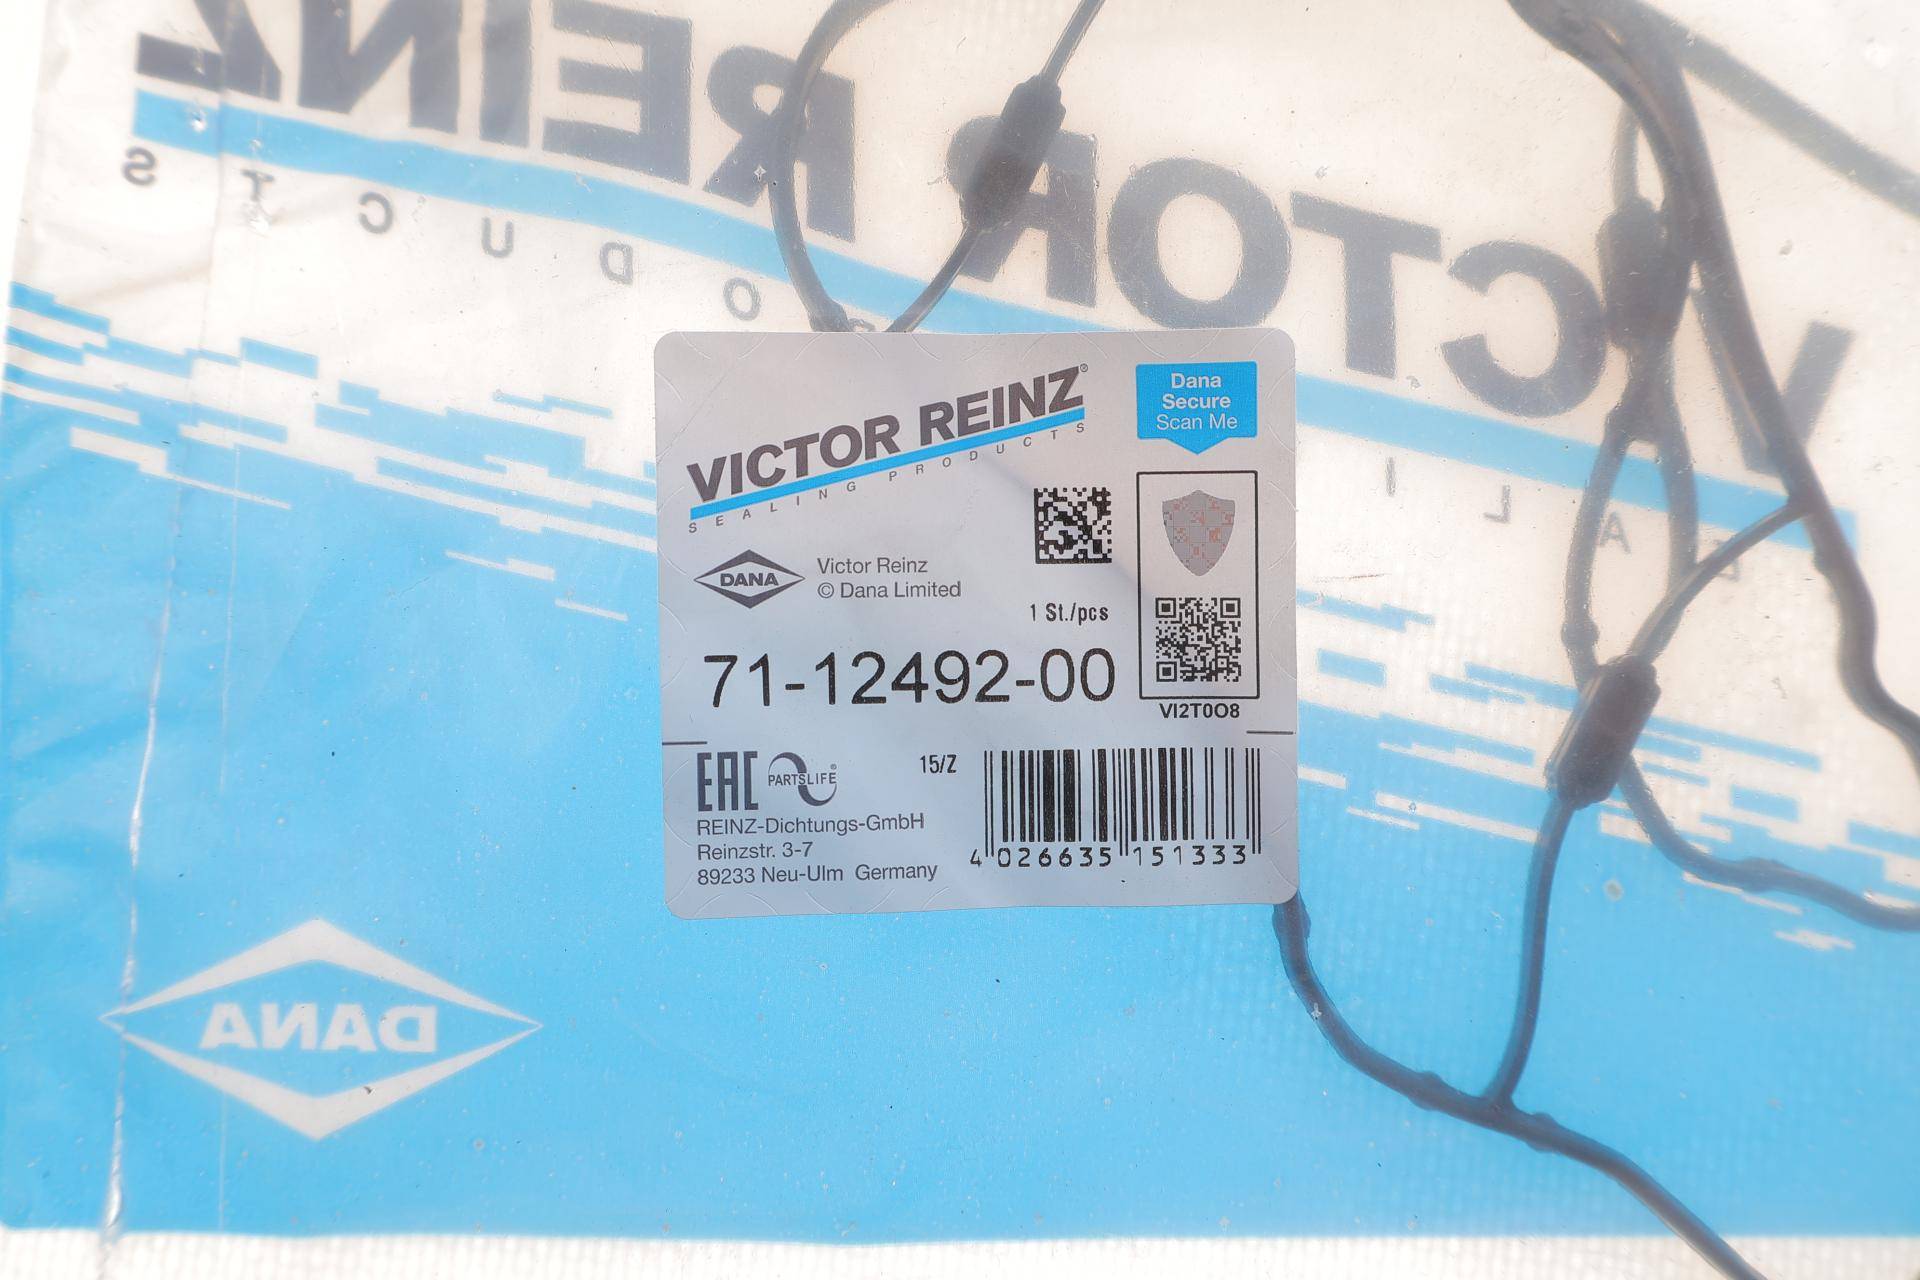 VICTOR REINZ
PRODUCTS
VICTOR REINZ®
SEALING PRODUCTS
Dana
Secure
Scan Me
DANA
Victor Reinz
© Dana Limited
1 St./pcs
71-12492-00
VI2T0O8
EAC
PARTSLIFE®
15/Z
REINZ-Dichtungs-GmbH
Reinzstr. 3-7
89233 Neu-Ulm Germany
4 026635 151333
DANA